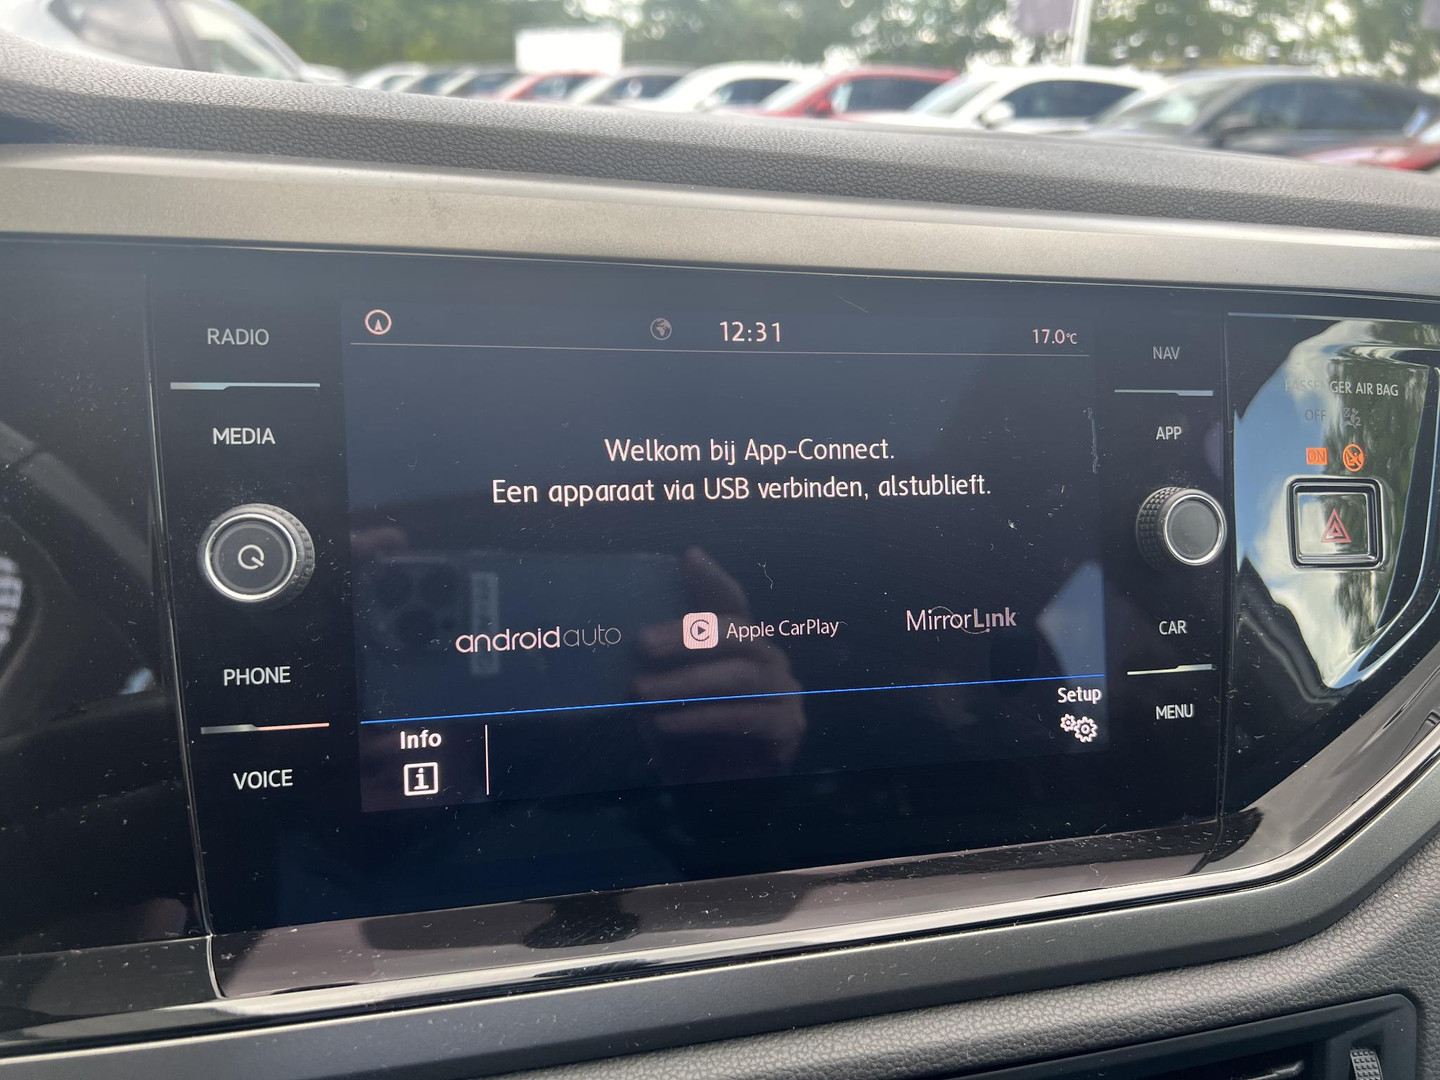 RADIO
MEDIA
PHONE
VOICE
12:31
17.0°C
Welkom bij App-Connect.
Een apparaat via USB verbinden, alstublieft.
androidauto
Apple CarPlay
MirrorLink
Info
Setup
NAV
APP
CAR
MENU
PASSENGER AIR BAG
OFF
ON